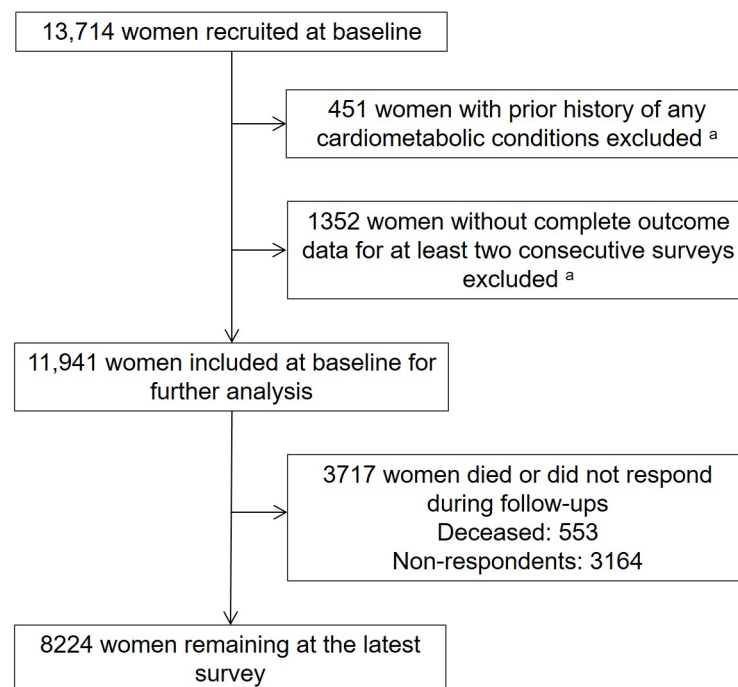 13,714 women recruited at baseline
451 women with prior history of any
cardiometabolic conditions excluded ᵃ
1352 women without complete outcome
data for at least two consecutive surveys
excluded ᵃ
11,941 women included at baseline for
further analysis
3717 women died or did not respond
during follow-ups
Deceased: 553
Non-respondents: 3164
8224 women remaining at the latest
survey